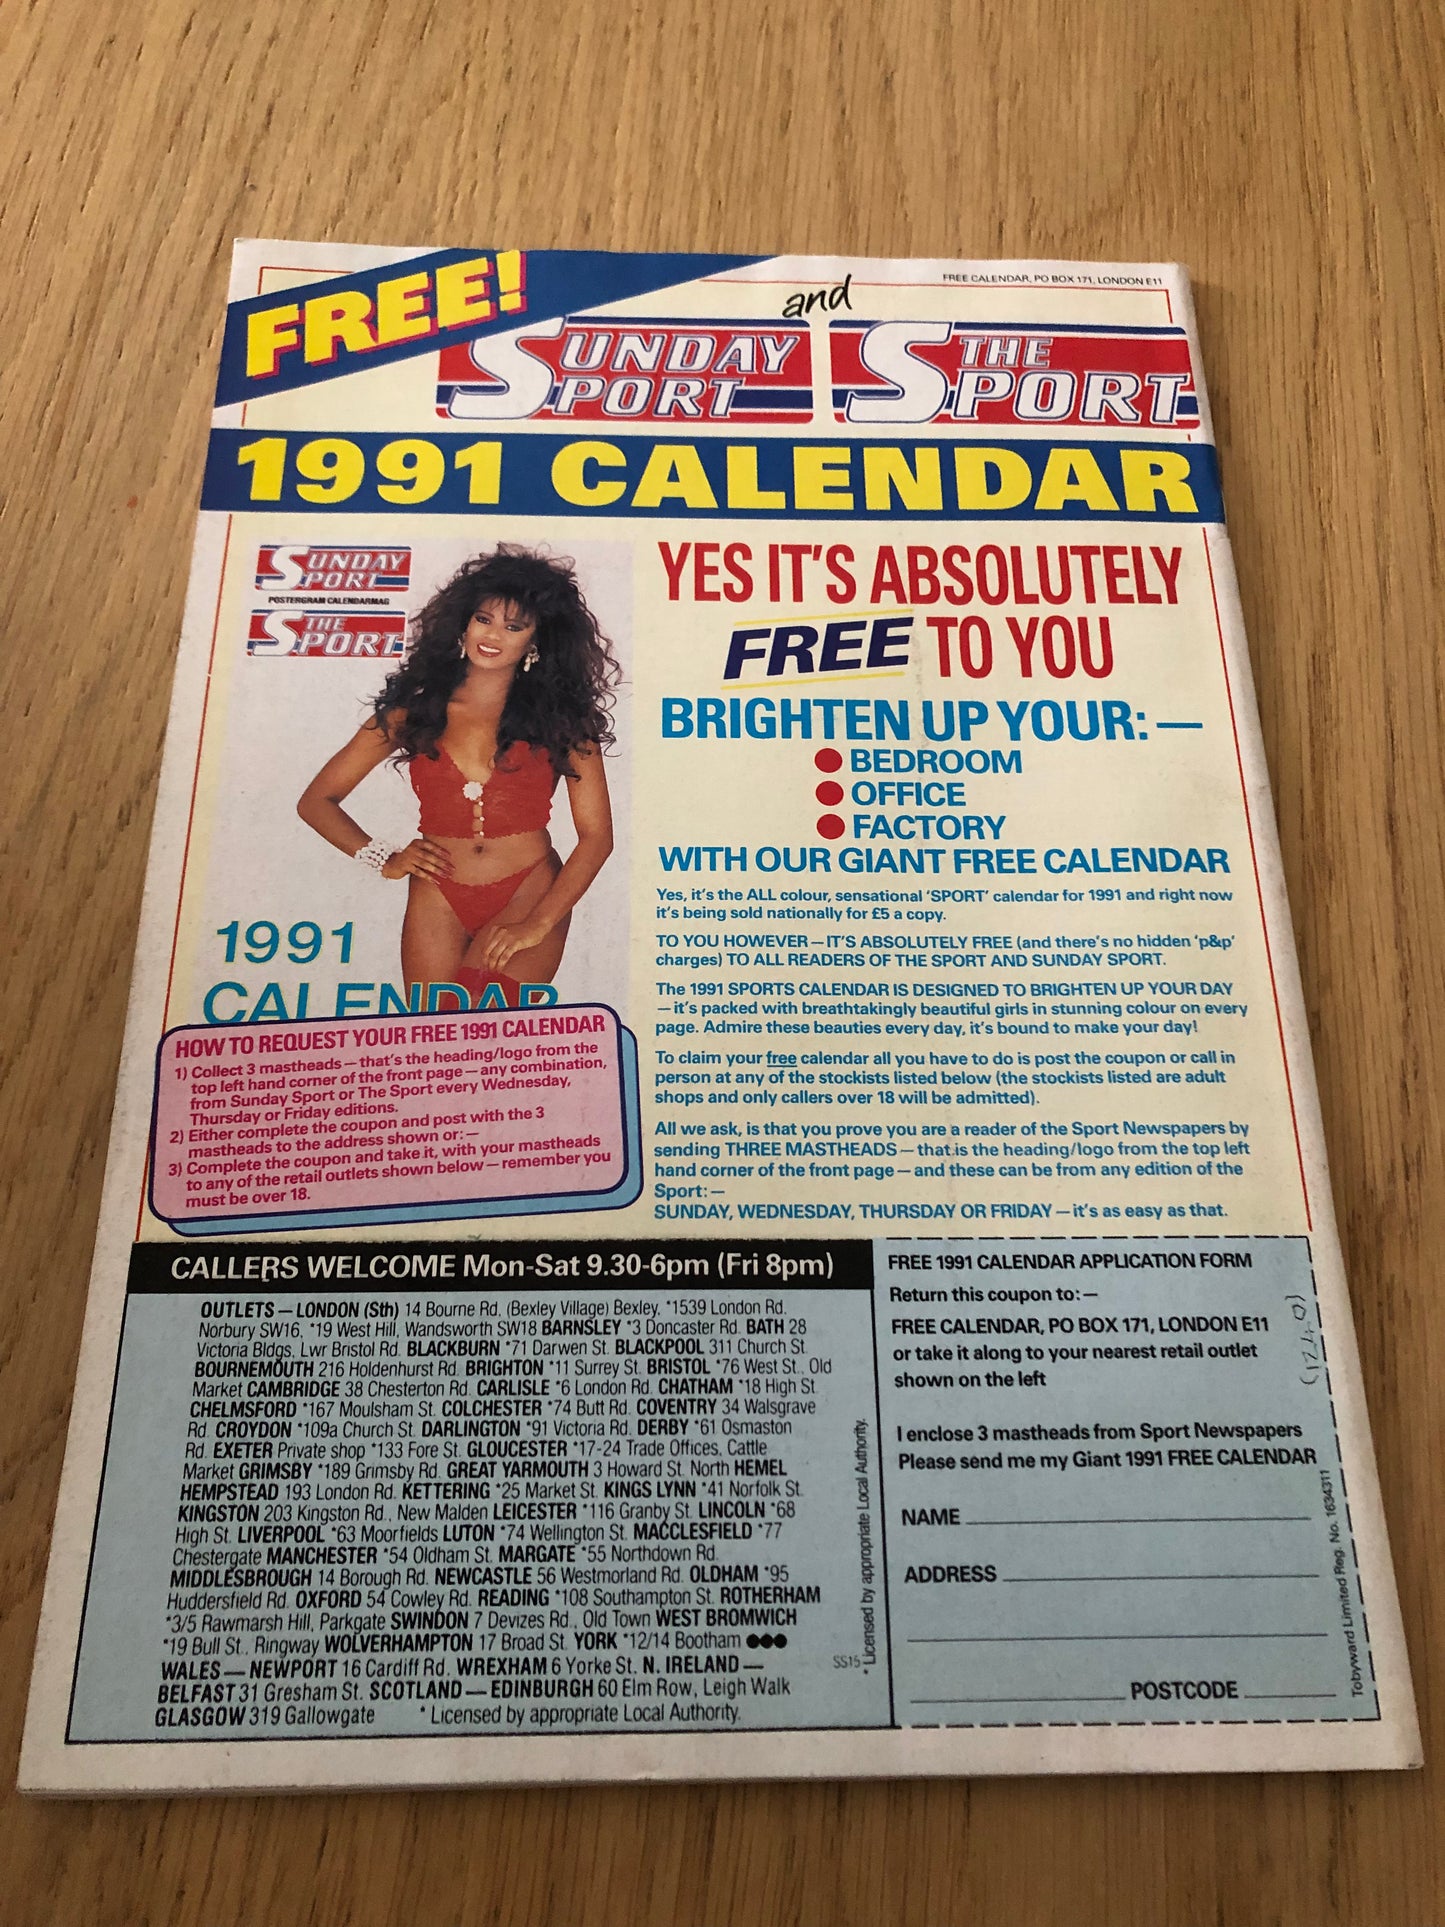 FREE!
and
FREE CALENDAR, PO BOX 171, LONDON E11
SUNDAY SPORT
THE SPORT
1991 CALENDAR
SUNDAY SPORT
POSTERGRAM CALENDARMAG
THE SPORT
1991
CALENDAR
YES IT'S ABSOLUTELY
FREE TO YOU
BRIGHTEN UP YOUR:—
● BEDROOM
● OFFICE
● FACTORY
WITH OUR GIANT FREE CALENDAR
Yes, it's the ALL colour, sensational 'SPORT' calendar for 1991 and right now
it's being sold nationally for £5 a copy.
TO YOU HOWEVER — IT'S ABSOLUTELY FREE (and there's no hidden 'p&p'
charges) TO ALL READERS OF THE SPORT AND SUNDAY SPORT.
The 1991 SPORTS CALENDAR IS DESIGNED TO BRIGHTEN UP YOUR DAY
— it's packed with breathtakingly beautiful girls in stunning colour on every
page. Admire these beauties every day, it's bound to make your day!
To claim your free calendar all you have to do is post the coupon or call in
person at any of the stockists listed below (the stockists listed are adult
shops and only callers over 18 will be admitted).
All we ask, is that you prove you are a reader of the Sport Newspapers by
sending THREE MASTHEADS — that.is the heading/logo from the top left
hand corner of the front page — and these can be from any edition of the
Sport:—
SUNDAY, WEDNESDAY, THURSDAY OR FRIDAY — it's as easy as that.
HOW TO REQUEST YOUR FREE 1991 CALENDAR
1) Collect 3 mastheads — that's the heading/logo from the
top left hand corner of the front page — any combination,
from Sunday Sport or The Sport every Wednesday,
Thursday or Friday editions.
2) Either complete the coupon and post with the 3
mastheads to the address shown or:—
3) Complete the coupon and take it, with your mastheads
to any of the retail outlets shown below — remember you
must be over 18.
CALLERS WELCOME Mon-Sat 9.30-6pm (Fri 8pm)
OUTLETS — LONDON (Sth) 14 Bourne Rd, (Bexley Village) Bexley, *1539 London Rd.
Norbury SW16, *19 West Hill, Wandsworth SW18 BARNSLEY *3 Doncaster Rd. BATH 28
Victoria Bldgs, Lwr Bristol Rd. BLACKBURN *71 Darwen St. BLACKPOOL 311 Church St.
BOURNEMOUTH 216 Holdenhurst Rd. BRIGHTON *11 Surrey St. BRISTOL *76 West St., Old
Market CAMBRIDGE 38 Chesterton Rd. CARLISLE *6 London Rd. CHATHAM *18 High St.
CHELMSFORD *167 Moulsham St. COLCHESTER *74 Butt Rd. COVENTRY 34 Walsgrave
Rd. CROYDON *109a Church St. DARLINGTON *91 Victoria Rd. DERBY *61 Osmaston
Rd. EXETER Private shop *133 Fore St. GLOUCESTER *17-24 Trade Offices, Cattle
Market GRIMSBY *189 Grimsby Rd. GREAT YARMOUTH 3 Howard St. North HEMEL
HEMPSTEAD 193 London Rd. KETTERING *25 Market St. KINGS LYNN *41 Norfolk St.
KINGSTON 203 Kingston Rd., New Malden LEICESTER *116 Granby St. LINCOLN *68
High St. LIVERPOOL *63 Moorfields LUTON *74 Wellington St. MACCLESFIELD *77
Chestergate MANCHESTER *54 Oldham St. MARGATE *55 Northdown Rd.
MIDDLESBROUGH 14 Borough Rd. NEWCASTLE 56 Westmorland Rd. OLDHAM *95
Huddersfield Rd. OXFORD 54 Cowley Rd. READING *108 Southampton St. ROTHERHAM
*3/5 Rawmarsh Hill, Parkgate SWINDON 7 Devizes Rd., Old Town WEST BROMWICH
*19 Bull St., Ringway WOLVERHAMPTON 17 Broad St. YORK *12/14 Bootham ●●●
WALES — NEWPORT 16 Cardiff Rd. WREXHAM 6 Yorke St. N. IRELAND —
BELFAST 31 Gresham St. SCOTLAND — EDINBURGH 60 Elm Row, Leigh Walk
GLASGOW 319 Gallowgate * Licensed by appropriate Local Authority.
SS15
* Licensed by appropriate Local Authority.
FREE 1991 CALENDAR APPLICATION FORM
Return this coupon to:—
FREE CALENDAR, PO BOX 171, LONDON E11
or take it along to your nearest retail outlet
shown on the left
I enclose 3 mastheads from Sport Newspapers
Please send me my Giant 1991 FREE CALENDAR
NAME
ADDRESS
POSTCODE
Tobyward Limited Reg. No. 1634311